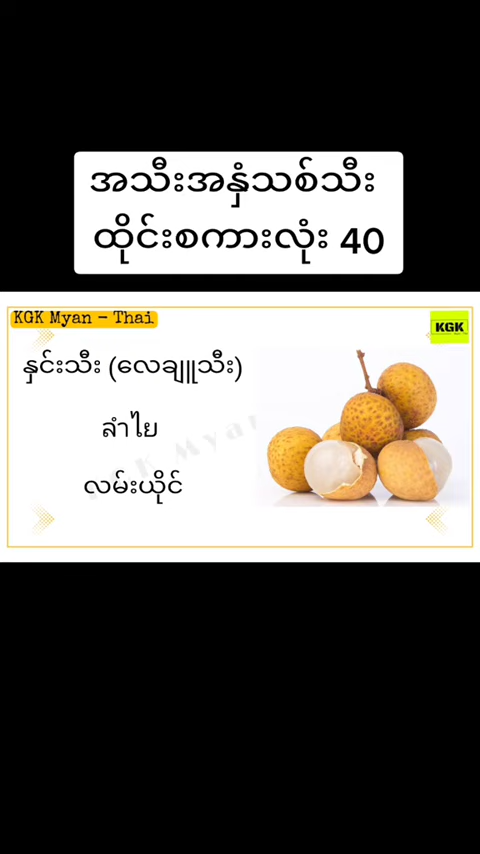 အသီးအနှံသစ်သီး
ထိုင်းစကားလုံး 40
KGK Myan - Thai
KGK
နှင်းသီး (လေချျူသီး)
ลำไย
လမ်းယိုင်
K Myan